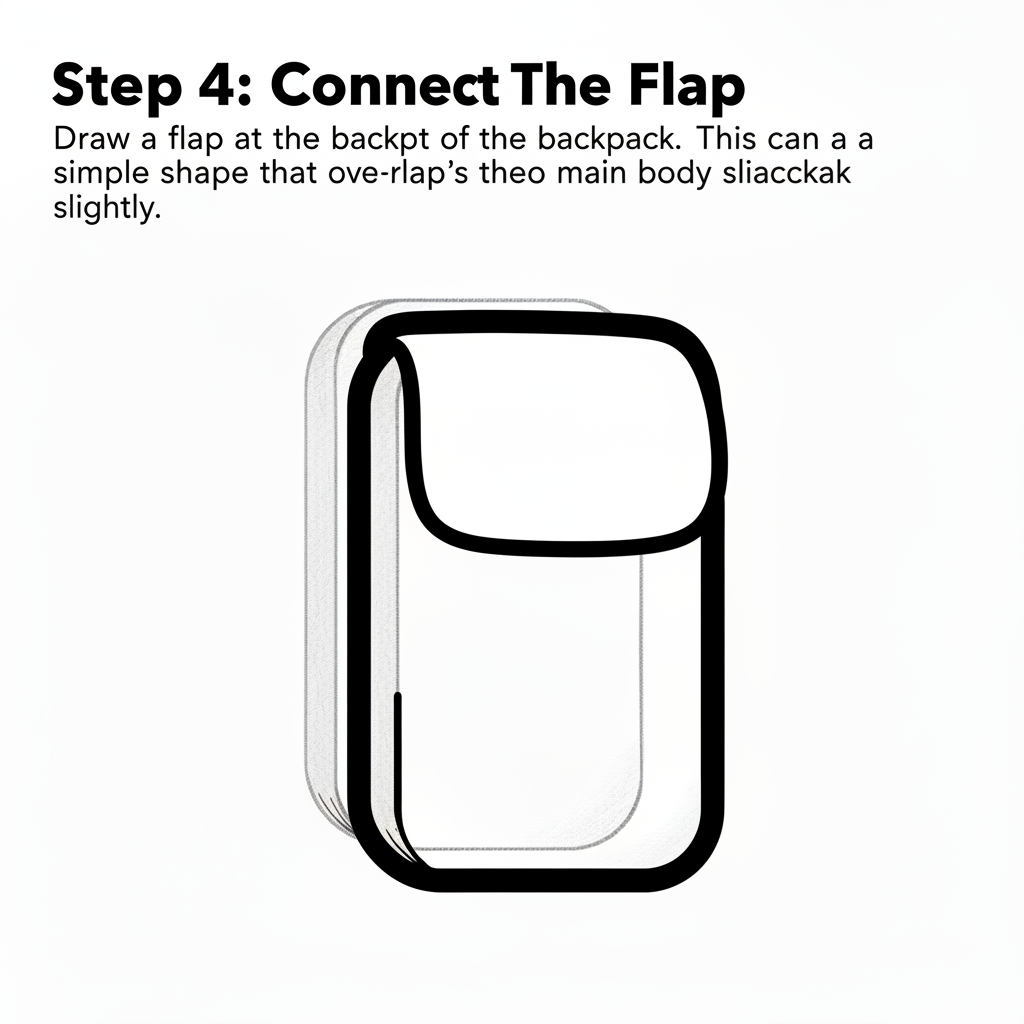 Step 4: Connect The Flap
Draw a flap at the backpt of the backpack. This can a a
simple shape that ove-rlap’s theo main body sliacckak
slightly.